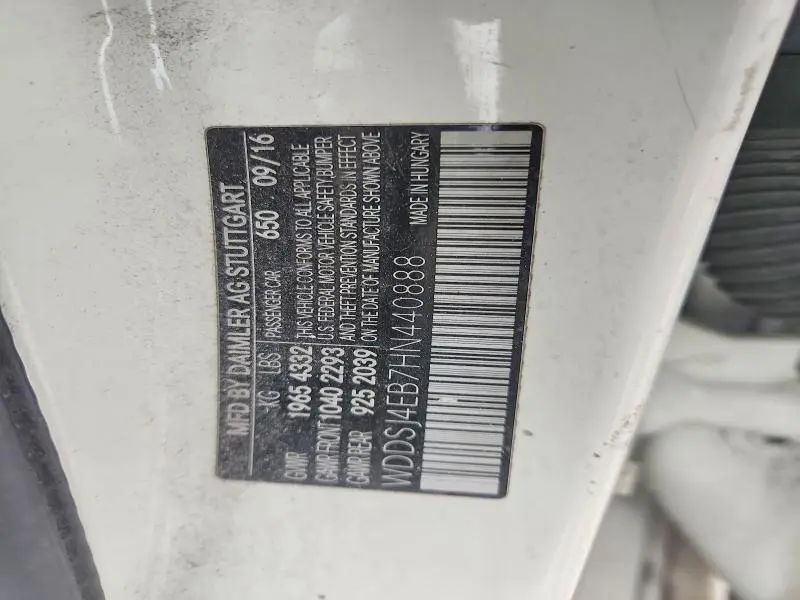 MFD BY DAIMLER AG STUTTGART
KG LBS PASSENGER CAR 650 09/16
GVWR 1965 4332 THIS VEHICLE CONFORMS TO ALL APPLICABLE
GAWR FRONT 1040 2293 U.S. FEDERAL MOTOR VEHICLE SAFETY, BUMPER
GAWR REAR 925 2039 AND THEFT PREVENTION STANDARDS IN EFFECT
ON THE DATE OF MANUFACTURE SHOWN ABOVE
WDDSJ4EB7HN440888 MADE IN HUNGARY